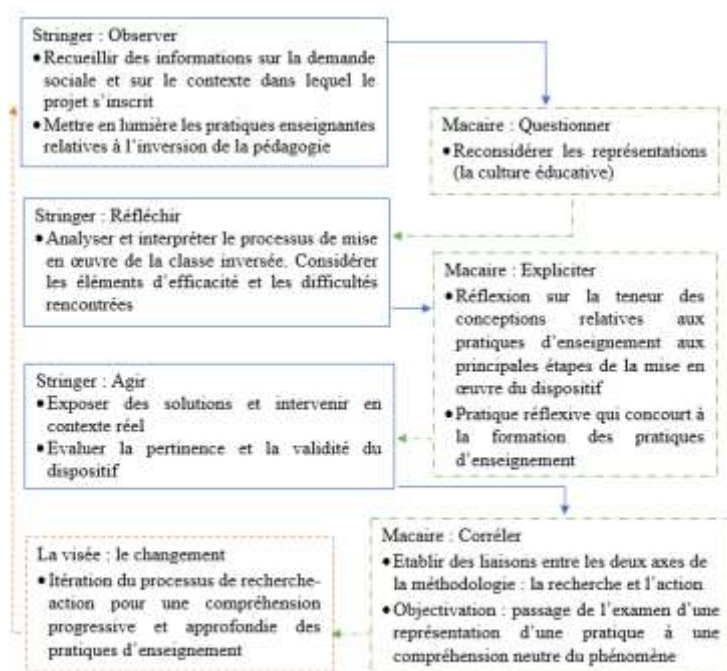 Stringer : Observer
• Recueillir des informations sur la demande
sociale et sur le contexte dans lequel le
projet s’inscrit
• Mettre en lumière les pratiques enseignantes
relatives à l’inversion de la pédagogie
Macaire : Questionner
• Reconsidérer les représentations
(la culture éducative)
Stringer : Réfléchir
• Analyser et interpréter le processus de mise
en œuvre de la classe inversée. Considérer
les éléments d’efficacité et les difficultés
rencontrées
Macaire : Expliciter
• Réflexion sur la teneur des
conceptions relatives aux
pratiques d’enseignement aux
principales étapes de la mise en
œuvre du dispositif
• Pratique réflexive qui concourt à
la formation des pratiques
d’enseignement
Stringer : Agir
• Exposer des solutions et intervenir en
contexte réel
• Evaluer la pertinence et la validité du
dispositif
Macaire : Corréler
• Etablir des liaisons entre les deux axes de
la méthodologie : la recherche et l’action
• Objectivation : passage de l’examen d’une
représentation d’une pratique à une
compréhension neutre du phénomène
La visée : le changement
• Itération du processus de recherche-
action pour une compréhension
progressive et approfondie des
pratiques d’enseignement